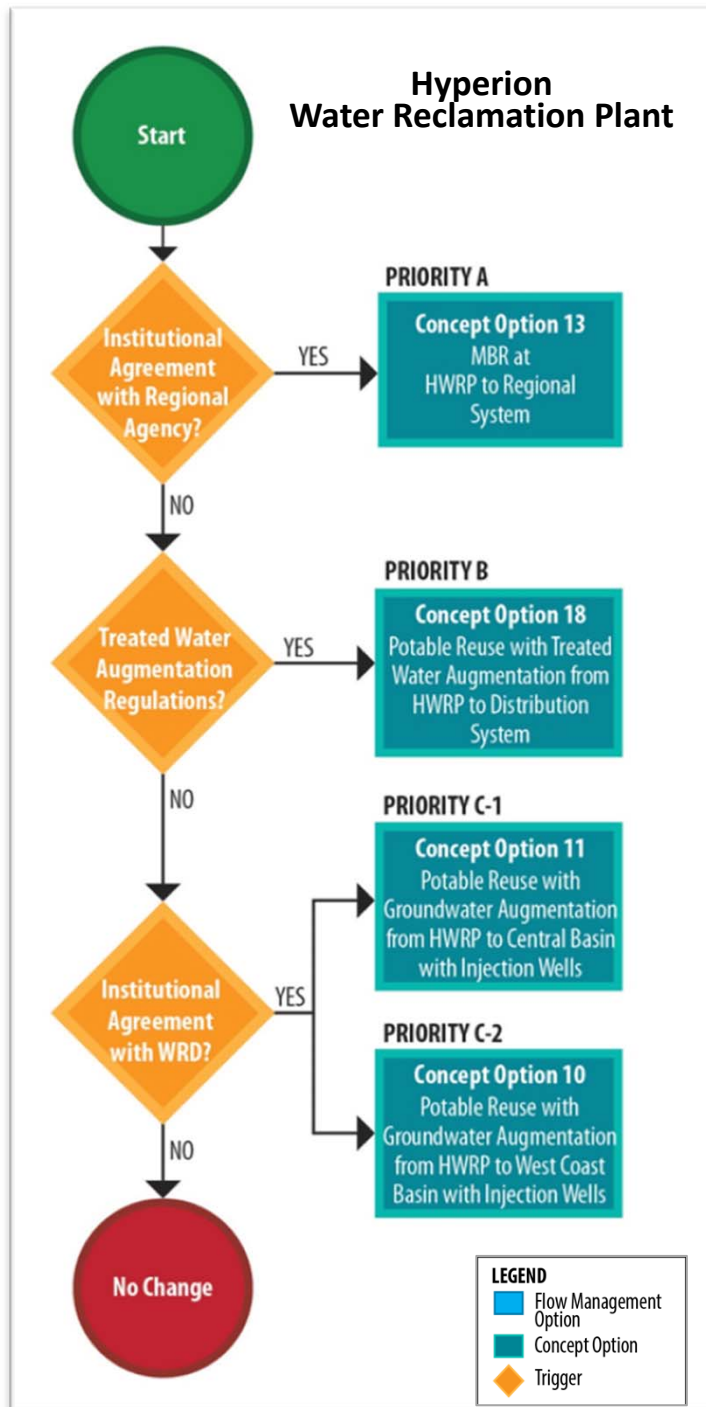 Hyperion
Water Reclamation Plant
Start
Institutional
Agreement
with Regional
Agency?
YES
PRIORITY A
Concept Option 13
MBR at
HWRP to Regional
System
NO
Treated Water
Augmentation
Regulations?
YES
PRIORITY B
Concept Option 18
Potable Reuse with Treated
Water Augmentation from
HWRP to Distribution
System
NO
Institutional
Agreement
with WRD?
YES
PRIORITY C-1
Concept Option 11
Potable Reuse with
Groundwater Augmentation
from HWRP to Central Basin
with Injection Wells
PRIORITY C-2
Concept Option 10
Potable Reuse with
Groundwater Augmentation
from HWRP to West Coast
Basin with Injection Wells
NO
No Change
LEGEND
Flow Management
Option
Concept Option
Trigger